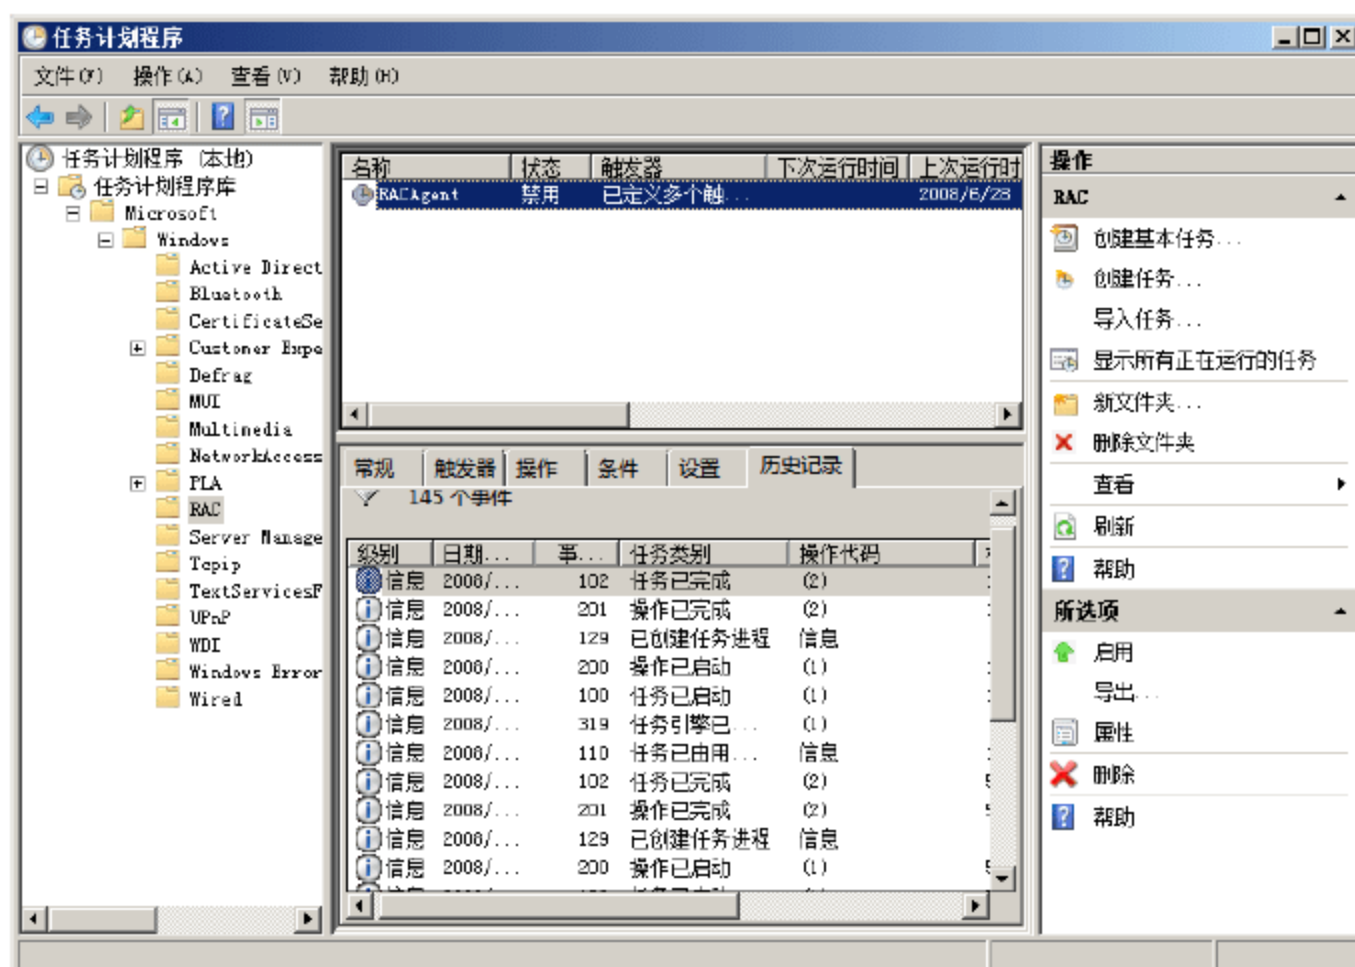 任务计划程序
文件(F) 操作(A) 查看(V) 帮助(H)
任务计划程序 (本地)
任务计划程序库
Microsoft
Windows
Active Direct
Bluetooth
CertificateSe
Customer Expe
Defrag
MUI
Multimedia
NetworkAccess
PLA
RAC
Server Manage
Tcpip
TextServicesF
UPnP
WDI
Windows Error
Wired
名称 状态 触发器 下次运行时间 上次运行时
RACAgent 禁用 已定义多个触... 2008/6/28
常规 触发器 操作 条件 设置 历史记录
145 个事件
级别 日期... 事... 任务类别 操作代码
信息 2008/... 102 任务已完成 (2)
信息 2008/... 201 操作已完成 (2)
信息 2008/... 129 已创建任务进程 信息
信息 2008/... 200 操作已启动 (1)
信息 2008/... 100 任务已启动 (1)
信息 2008/... 319 任务引擎已... (1)
信息 2008/... 110 任务已由用... 信息
信息 2008/... 102 任务已完成 (2)
信息 2008/... 201 操作已完成 (2)
信息 2008/... 129 已创建任务进程 信息
信息 2008/... 200 操作已启动 (1)
操作
RAC
创建基本任务...
创建任务...
导入任务...
显示所有正在运行的任务
新文件夹...
删除文件夹
查看
刷新
帮助
所选项
启用
导出...
属性
删除
帮助